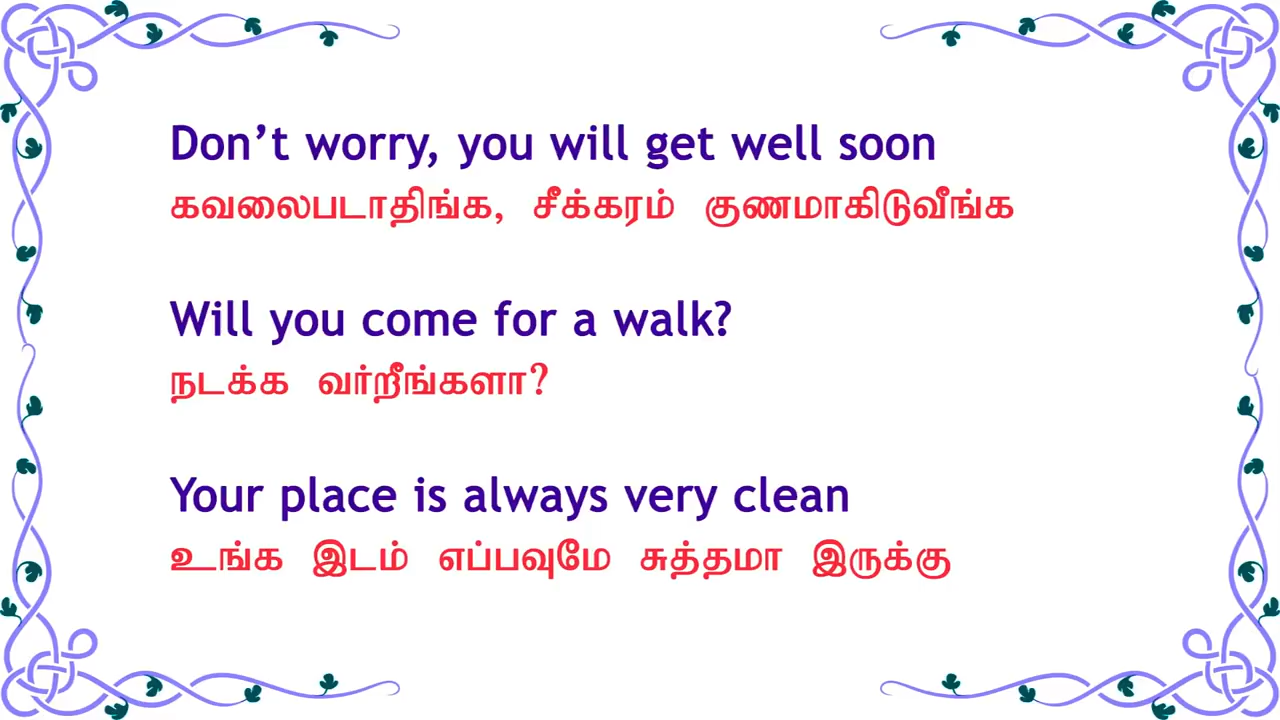 Don’t worry, you will get well soon
கவலைபடாதிங்க, சீக்கரம் குணமாகிடுவீங்க
Will you come for a walk?
நடக்க வர்றீங்களா?
Your place is always very clean
உங்க இடம் எப்பவுமே சுத்தமா இருக்கு